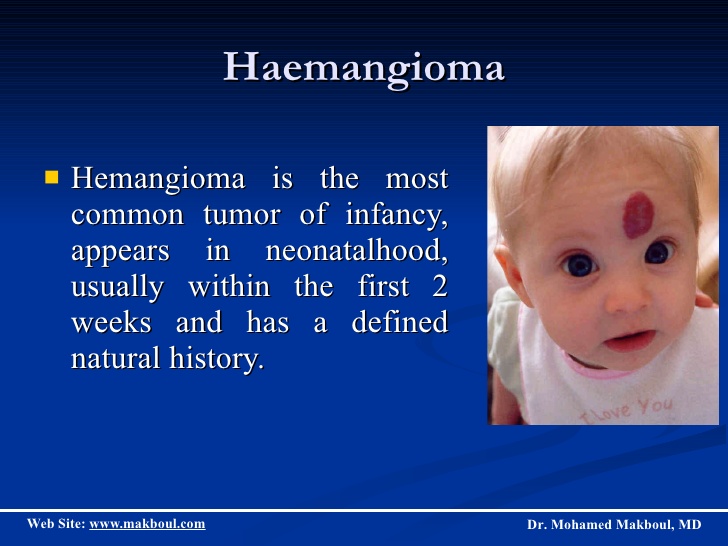 Haemangioma
Hemangioma is the most
common tumor of infancy,
appears in neonatalhood,
usually within the first 2
weeks and has a defined
natural history.
I Love You
Web Site: www.makboul.com
Dr. Mohamed Makboul, MD